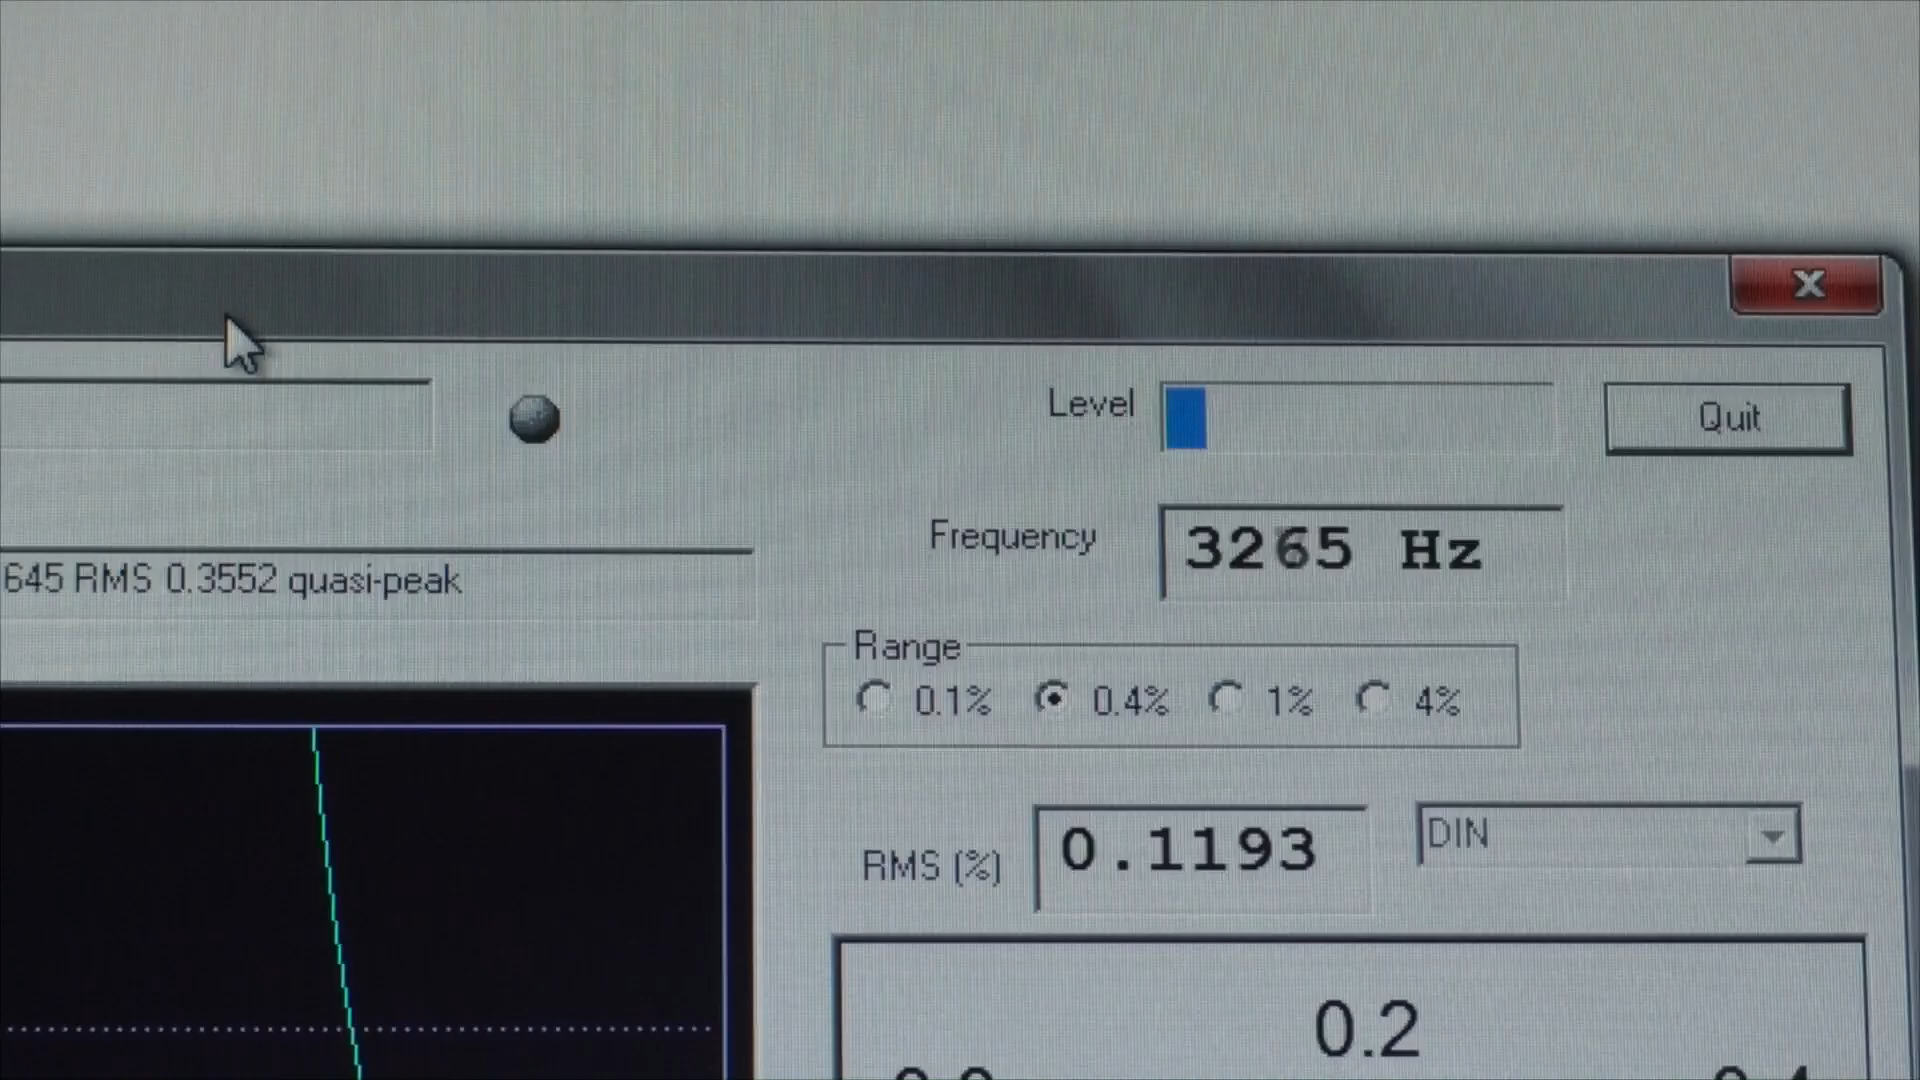 Level
Quit
Frequency
3265 Hz
645 RMS 0.3552 quasi-peak
Range
0.1% 0.4% 1% 4%
RMS (%)
0.1193
DIN
0.2